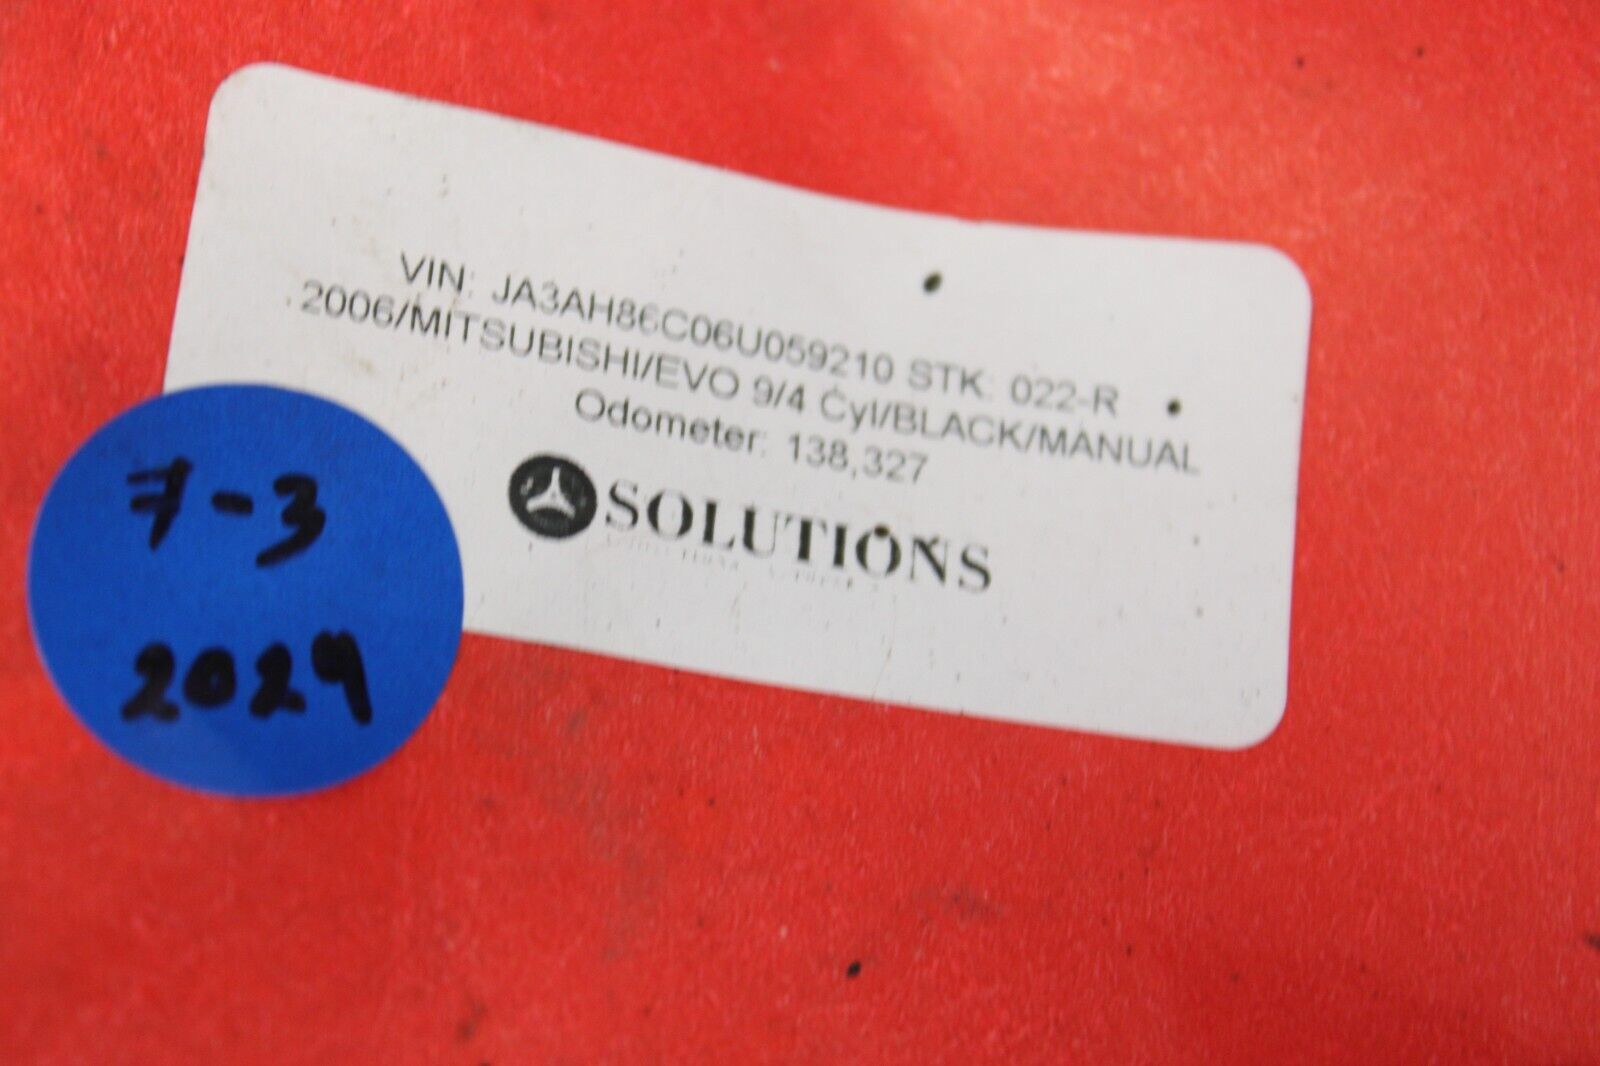 VIN: JA3AH86C06U059210 STK: 022-R
2006/MITSUBISHI/EVO 9/4 Cyl/BLACK/MANUAL
Odometer: 138,327
SOLUTIONS
7-3
2024